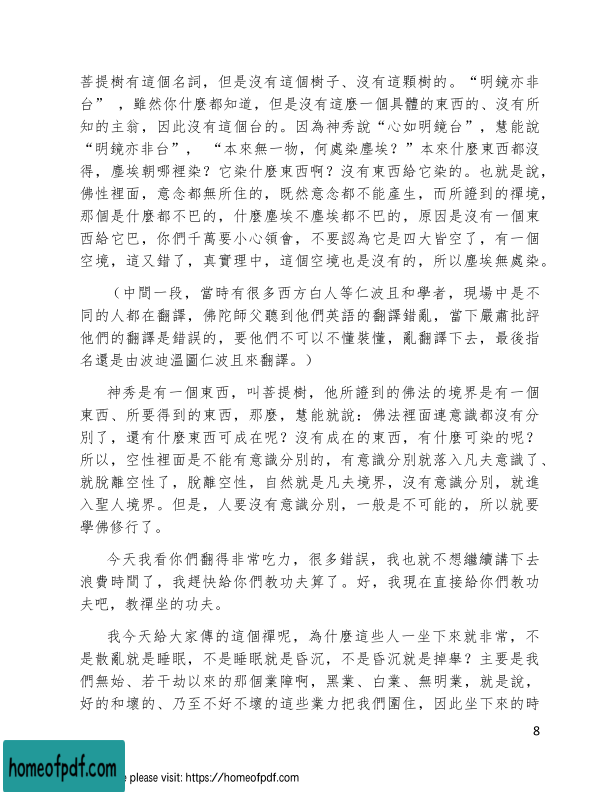 菩提樹有這個名詞，但是沒有這個樹子、沒有這顆樹的。“明鏡亦非
台”，雖然你什麼都知道，但是沒有這麼一個具體的東西的、沒有所
知的主翁，因此沒有這個台的。因為神秀說“心如明鏡台”，慧能說
“明鏡亦非台”，“本來無一物，何處染塵埃？”本來什麼東西都沒
得，塵埃朝哪裡染？它染什麼東西啊？沒有東西給它染的。也就是說，
佛性裡面，意念都無所住的，既然意念都不能產生，而所證到的禪境，
那個是什麼都不巴的，什麼塵埃不塵埃都不巴的，原因是沒有一個東
西給它巴，你們千萬要小心領會，不要認為它是四大皆空了，有一個
空境，這又錯了，真實理中，這個空境也是沒有的，所以塵埃無處染。
（中間一段，當時有很多西方白人等仁波且和學者，現場中是不
同的人都在翻譯，佛陀師父聽到他們英語的翻譯錯亂，當下嚴肅批評
他們的翻譯是錯誤的，要他們不可以不懂裝懂，亂翻譯下去，最後指
名還是由波迪溫圖仁波且來翻譯。）
神秀是有一個東西，叫菩提樹，他所證到的佛法的境界是有一個
東西、所要得到的東西，那麼，慧能就說：佛法裡面連意識都沒有分
別了，還有什麼東西可成在呢？沒有成在的東西，有什麼可染的呢？
所以，空性裡面是不能有意識分別的，有意識分別就落入凡夫意識了、
就脫離空性了，脫離空性，自然就是凡夫境界，沒有意識分別，就進
入聖人境界。但是，人要沒有意識分別，一般是不可能的，所以就要
學佛修行了。
今天我看你們翻得非常吃力，很多錯誤，我也就不想繼續講下去
浪費時間了，我趕快給你們教功夫算了。好，我現在直接給你們教功
夫吧，教禪坐的功夫。
我今天給大家傳的這個禪呢，為什麼這些人一坐下來就非常，不
是散亂就是睡眠，不是睡眠就是昏沉，不是昏沉就是掉舉？主要是我
們無始、若干劫以來的那個業障啊，黑業、白業、無明業，就是說，
好的和壞的、乃至不好不壞的這些業力把我們圍住，因此坐下來的時
8
homeofpdf.com
please visit: https://homeofpdf.com